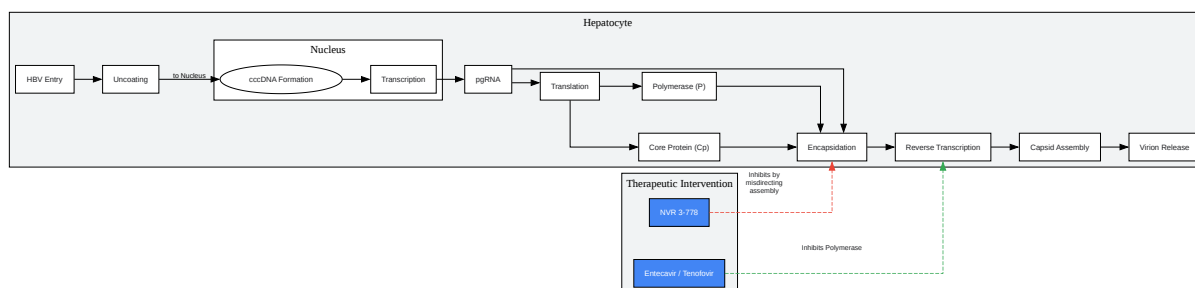 Hepatocyte
Nucleus
HBV Entry
Uncoating
to Nucleus
cccDNA Formation
Transcription
pgRNA
Translation
Polymerase (P)
Core Protein (Cp)
Encapsidation
Reverse Transcription
Capsid Assembly
Virion Release
Therapeutic Intervention
NVR 3-778
Inhibits by
misdirecting
assembly
Entecavir / Tenofovir
Inhibits Polymerase